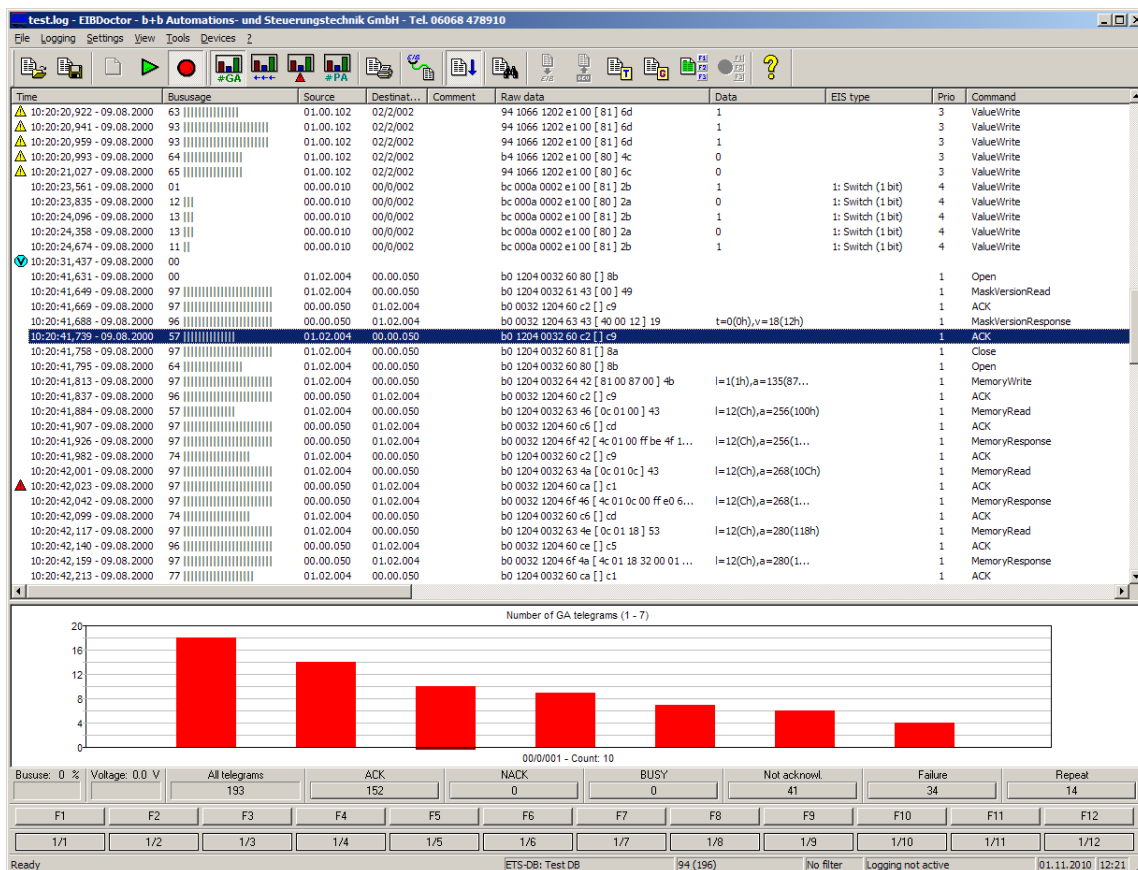 test.log - EIBDoctor - b+b Automations- und Steuerungstechnik GmbH - Tel. 06068 478910
File Logging Settings View Tools Devices ?
#GA #PA EIB T G F1 F2 F3 EIB REG F1 F2 F3
Time Bususage Source Destinat... Comment Raw data Data EIS type Prio Command
10:20:20,922 - 09.08.2000 63 01.00.102 02/2/002 94 1066 1202 e1 00 [ 81 ] 6d 1 3 ValueWrite
10:20:20,941 - 09.08.2000 93 01.00.102 02/2/002 94 1066 1202 e1 00 [ 81 ] 6d 1 3 ValueWrite
10:20:20,959 - 09.08.2000 93 01.00.102 02/2/002 94 1066 1202 e1 00 [ 81 ] 6d 1 3 ValueWrite
10:20:20,993 - 09.08.2000 64 01.00.102 02/2/002 b4 1066 1202 e1 00 [ 80 ] 4c 0 3 ValueWrite
10:20:21,027 - 09.08.2000 65 01.00.102 02/2/002 94 1066 1202 e1 00 [ 80 ] 6c 0 3 ValueWrite
10:20:23,561 - 09.08.2000 01 00.00.010 00/0/002 bc 000a 0002 e1 00 [ 81 ] 2b 1 1: Switch (1 bit) 4 ValueWrite
10:20:23,835 - 09.08.2000 12 00.00.010 00/0/002 bc 000a 0002 e1 00 [ 80 ] 2a 0 1: Switch (1 bit) 4 ValueWrite
10:20:24,096 - 09.08.2000 13 00.00.010 00/0/002 bc 000a 0002 e1 00 [ 81 ] 2b 1 1: Switch (1 bit) 4 ValueWrite
10:20:24,358 - 09.08.2000 13 00.00.010 00/0/002 bc 000a 0002 e1 00 [ 80 ] 2a 0 1: Switch (1 bit) 4 ValueWrite
10:20:24,674 - 09.08.2000 11 00.00.010 00/0/002 bc 000a 0002 e1 00 [ 81 ] 2b 1 1: Switch (1 bit) 4 ValueWrite
V 10:20:31,437 - 09.08.2000 00
10:20:41,631 - 09.08.2000 00 01.02.004 00.00.050 b0 1204 0032 60 80 [ ] 8b 1 Open
10:20:41,649 - 09.08.2000 97 01.02.004 00.00.050 b0 1204 0032 61 43 [ 00 ] 49 1 MaskVersionRead
10:20:41,669 - 09.08.2000 97 00.00.050 01.02.004 b0 0032 1204 60 c2 [ ] c9 1 ACK
10:20:41,688 - 09.08.2000 96 00.00.050 01.02.004 b0 0032 1204 63 43 [ 40 00 12 ] 19 t=0(0h),v=18(12h) 1 MaskVersionResponse
10:20:41,739 - 09.08.2000 57 01.02.004 00.00.050 b0 1204 0032 60 c2 [ ] c9 1 ACK
10:20:41,758 - 09.08.2000 97 01.02.004 00.00.050 b0 1204 0032 60 81 [ ] 8a 1 Close
10:20:41,795 - 09.08.2000 64 01.02.004 00.00.050 b0 1204 0032 60 80 [ ] 8b 1 Open
10:20:41,813 - 09.08.2000 97 01.02.004 00.00.050 b0 1204 0032 64 42 [ 81 00 87 00 ] 4b l=1(1h),a=135(87... 1 MemoryWrite
10:20:41,837 - 09.08.2000 96 00.00.050 01.02.004 b0 0032 1204 60 c2 [ ] c9 1 ACK
10:20:41,884 - 09.08.2000 57 01.02.004 00.00.050 b0 1204 0032 63 46 [ 0c 01 00 ] 43 l=12(Ch),a=256(100h) 1 MemoryRead
10:20:41,907 - 09.08.2000 97 00.00.050 01.02.004 b0 0032 1204 60 c6 [ ] cd 1 ACK
10:20:41,926 - 09.08.2000 97 00.00.050 01.02.004 b0 0032 1204 6f 42 [ 4c 01 00 ff be 4f 1... l=12(Ch),a=256(1... 1 MemoryResponse
10:20:41,982 - 09.08.2000 74 01.02.004 00.00.050 b0 1204 0032 60 c2 [ ] c9 1 ACK
10:20:42,001 - 09.08.2000 97 01.02.004 00.00.050 b0 1204 0032 63 4a [ 0c 01 0c ] 43 l=12(Ch),a=268(10Ch) 1 MemoryRead
10:20:42,023 - 09.08.2000 97 00.00.050 01.02.004 b0 0032 1204 60 ca [ ] c1 1 ACK
10:20:42,042 - 09.08.2000 97 00.00.050 01.02.004 b0 0032 1204 6f 46 [ 4c 01 0c 00 ff e0 6... l=12(Ch),a=268(1... 1 MemoryResponse
10:20:42,099 - 09.08.2000 74 01.02.004 00.00.050 b0 1204 0032 60 c6 [ ] cd 1 ACK
10:20:42,117 - 09.08.2000 97 01.02.004 00.00.050 b0 1204 0032 63 4e [ 0c 01 18 ] 53 l=12(Ch),a=280(118h) 1 MemoryRead
10:20:42,140 - 09.08.2000 96 00.00.050 01.02.004 b0 0032 1204 60 ce [ ] c5 1 ACK
10:20:42,159 - 09.08.2000 97 00.00.050 01.02.004 b0 0032 1204 6f 4a [ 4c 01 18 32 00 01 ... l=12(Ch),a=280(1... 1 MemoryResponse
10:20:42,213 - 09.08.2000 77 01.02.004 00.00.050 b0 1204 0032 60 ca [ ] c1 1 ACK
Number of GA telegrams (1 - 7)
20
16
12
8
4
0
00/0/001 - Count: 10
Bususe: 0 % Voltage: 0.0 V All telegrams ACK NACK BUSY Not acknowl. Failure Repeat
193 152 0 0 41 34 14
F1 F2 F3 F4 F5 F6 F7 F8 F9 F10 F11 F12
1/1 1/2 1/3 1/4 1/5 1/6 1/7 1/8 1/9 1/10 1/11 1/12
Ready ETS-DB: Test DB 94 (196) No filter Logging not active 01.11.2010 12:21